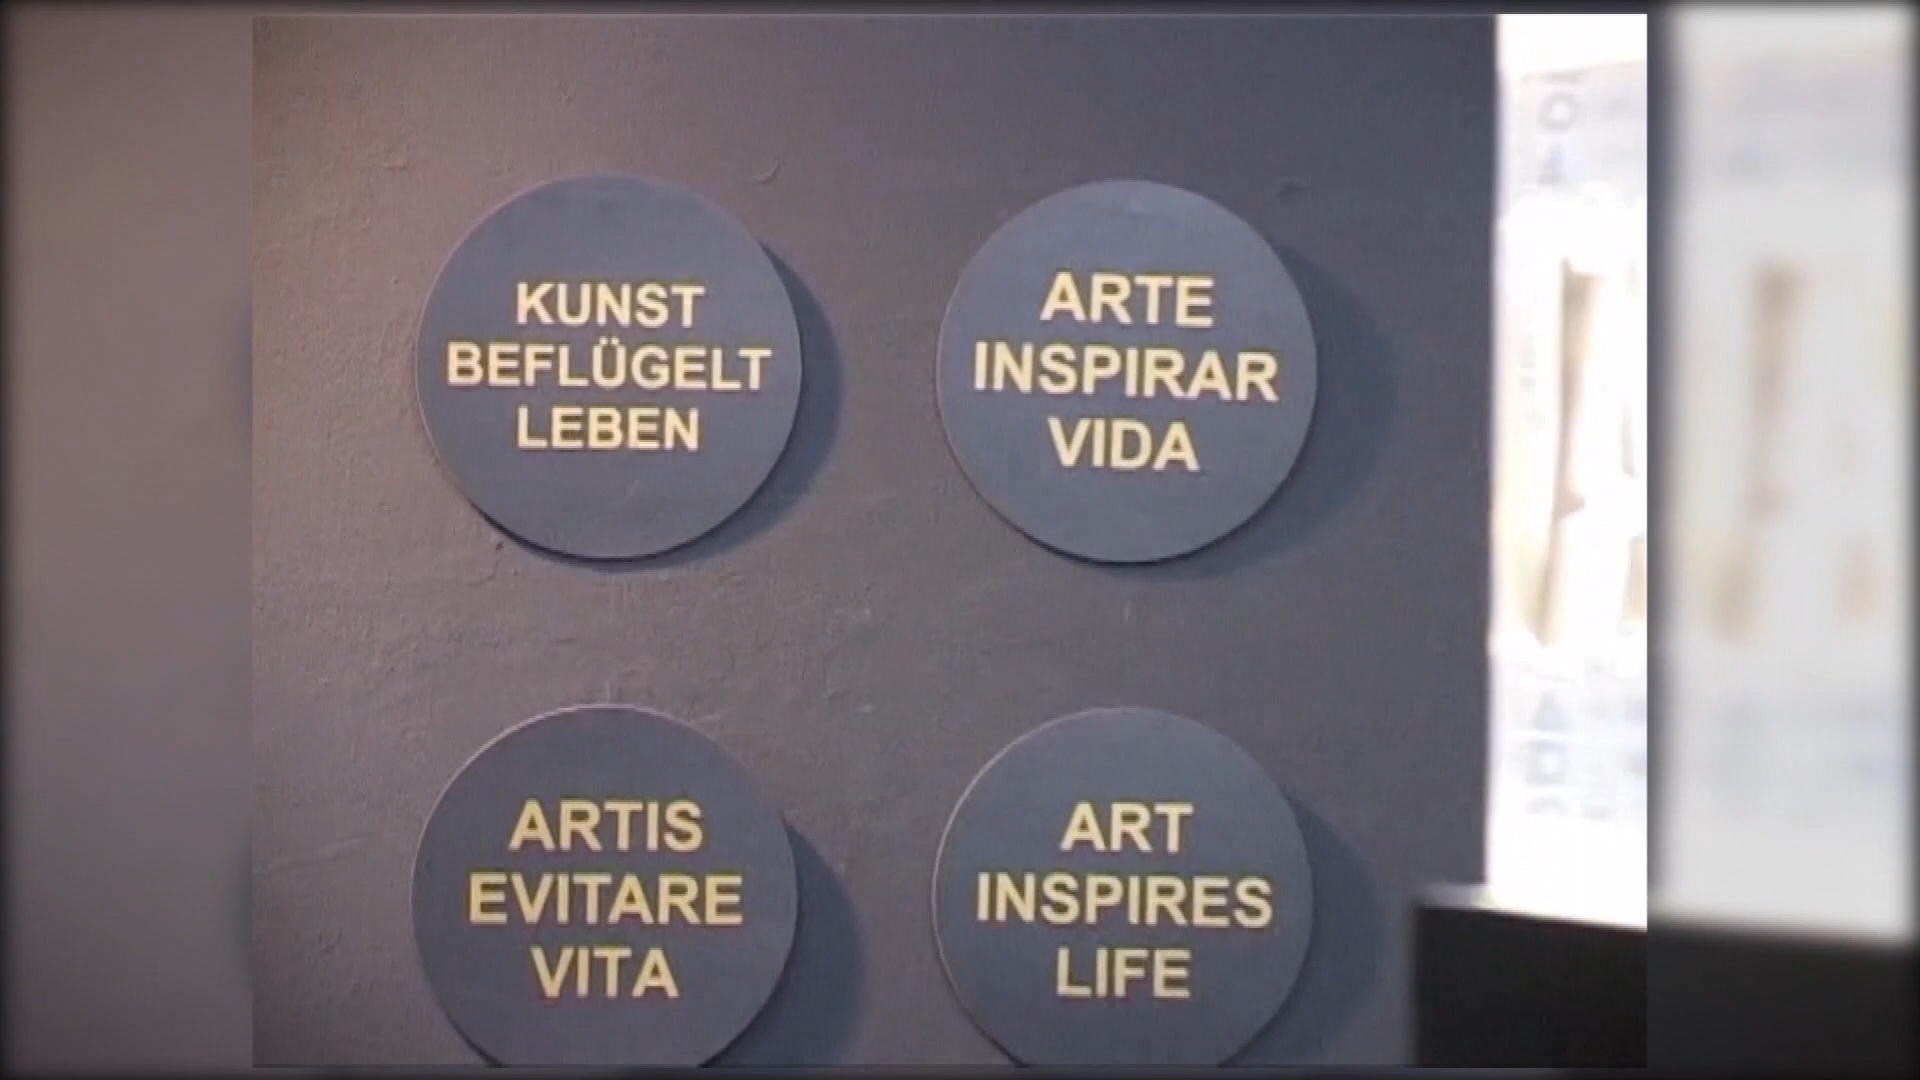 KUNST
BEFLÜGELT
LEBEN
ARTE
INSPIRAR
VIDA
ARTIS
EVITARE
VITA
ART
INSPIRES
LIFE